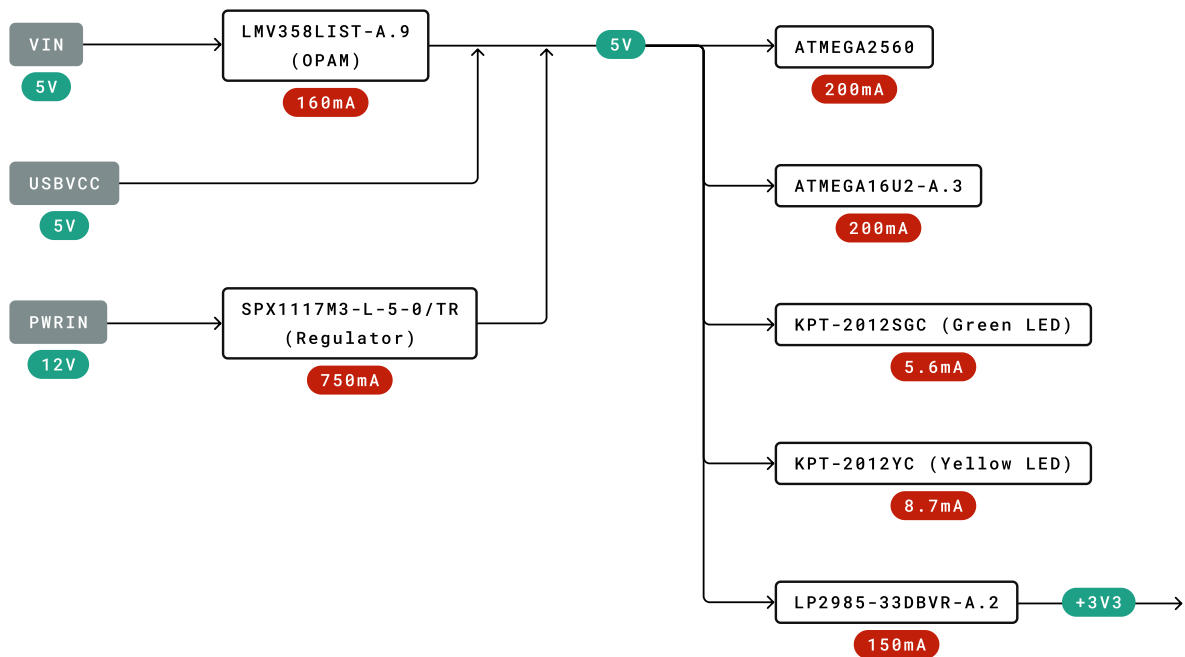 VIN
5V
LMV358LIST-A.9
(OPAM)
160mA
5V
ATMEGA2560
200mA
USBVCC
5V
ATMEGA16U2-A.3
200mA
PWRIN
12V
SPX1117M3-L-5-0/TR
(Regulator)
750mA
KPT-2012SGC (Green LED)
5.6mA
KPT-2012YC (Yellow LED)
8.7mA
LP2985-33DBVR-A.2
150mA
+3V3